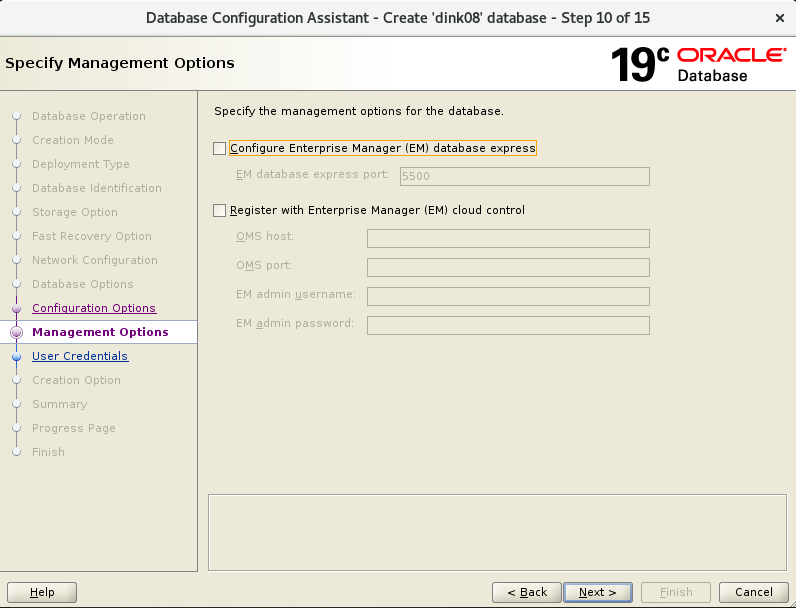 Database Configuration Assistant - Create 'dink08' database - Step 10 of 15
Specify Management Options
19c ORACLE
Database
Database Operation
Creation Mode
Deployment Type
Database Identification
Storage Option
Fast Recovery Option
Network Configuration
Database Options
Configuration Options
Management Options
User Credentials
Creation Option
Summary
Progress Page
Finish
Specify the management options for the database.
Configure Enterprise Manager (EM) database express
EM database express port: 5500
Register with Enterprise Manager (EM) cloud control
OMS host:
OMS port:
EM admin username:
EM admin password:
Help
< Back
Next >
Finish
Cancel